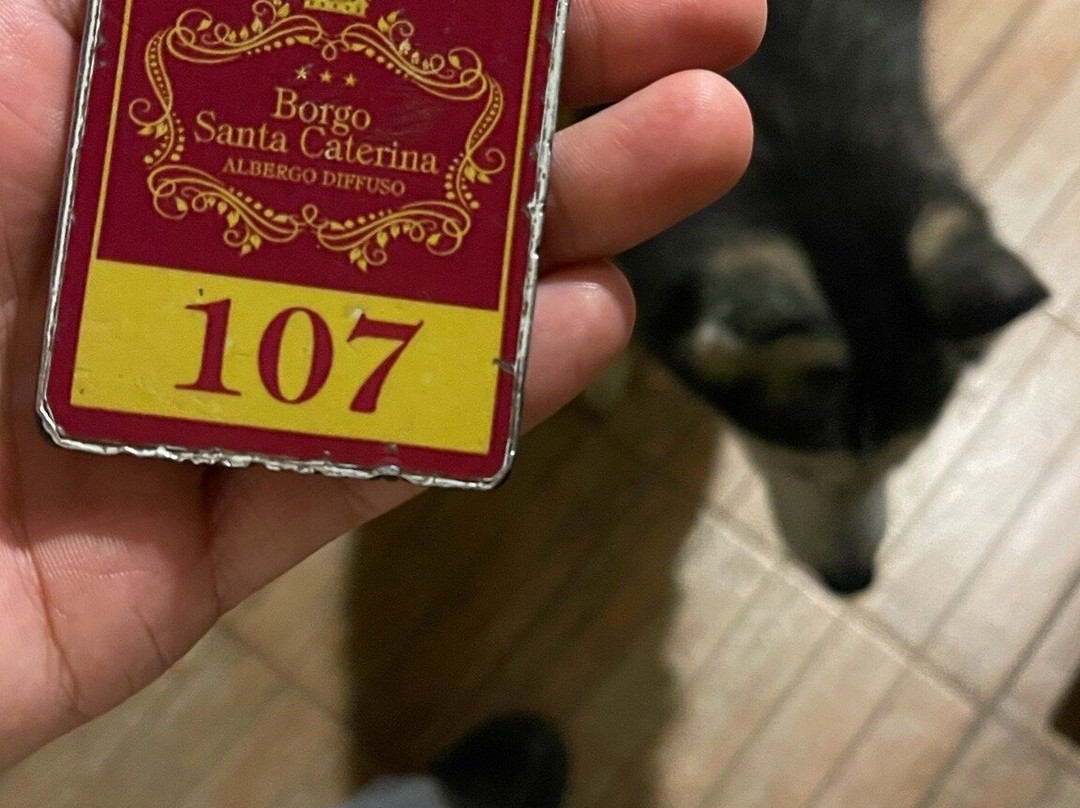 Borgo
Santa Caterina
ALBERGO DIFFUSO
107